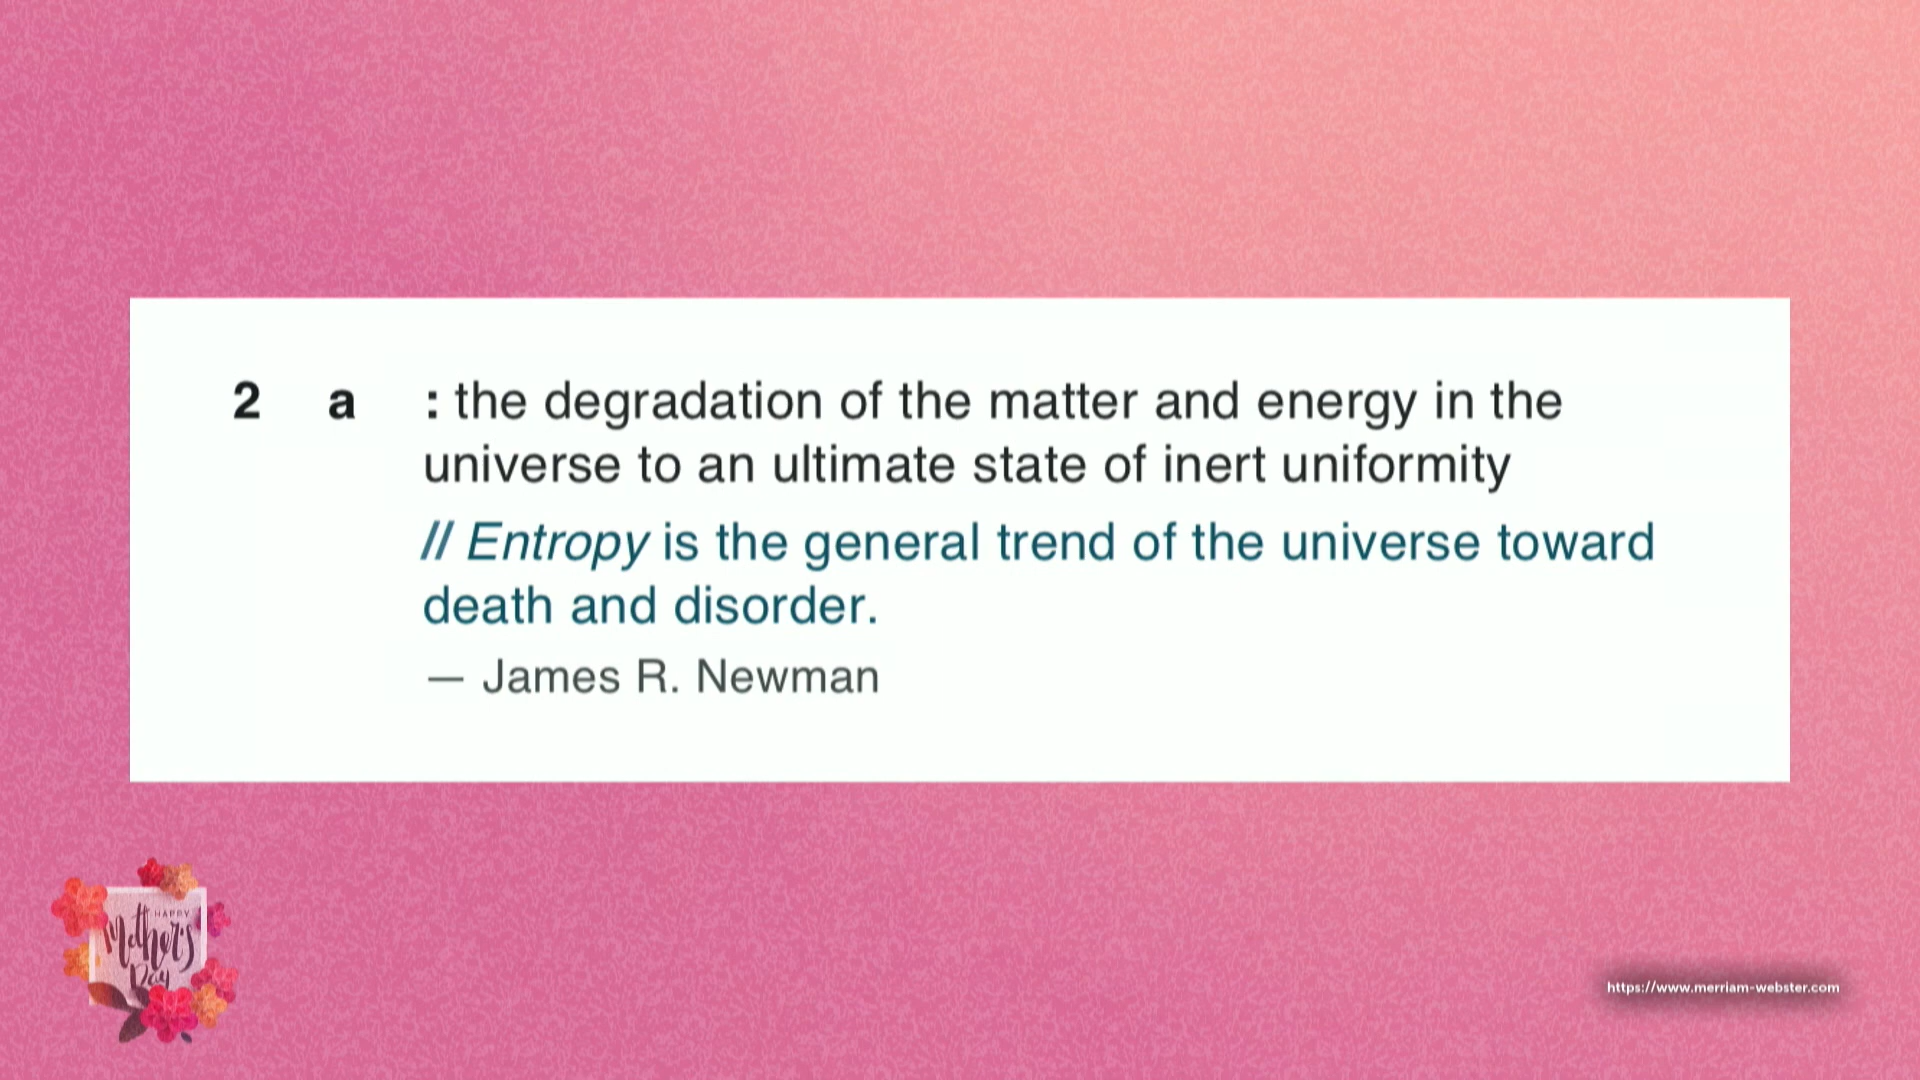 2 a : the degradation of the matter and energy in the
universe to an ultimate state of inert uniformity
// Entropy is the general trend of the universe toward
death and disorder.
— James R. Newman
HAPPY
Mother's
Day
https://www.merriam-webster.com